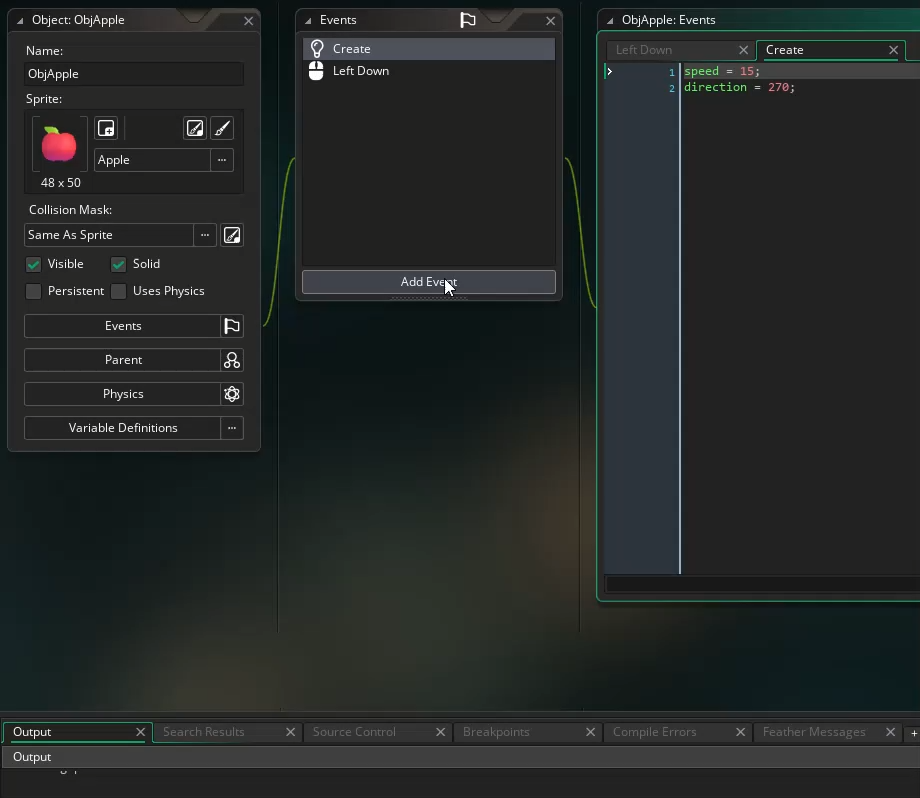 Object: ObjApple
Name:
ObjApple
Sprite:
Apple
48 x 50
Collision Mask:
Same As Sprite
Visible
Solid
Persistent
Uses Physics
Events
Parent
Physics
Variable Definitions
Events
Create
Left Down
Add Event
ObjApple: Events
Left Down
Create
1 speed = 15;
2 direction = 270;
Output
Search Results
Source Control
Breakpoints
Compile Errors
Feather Messages
Output